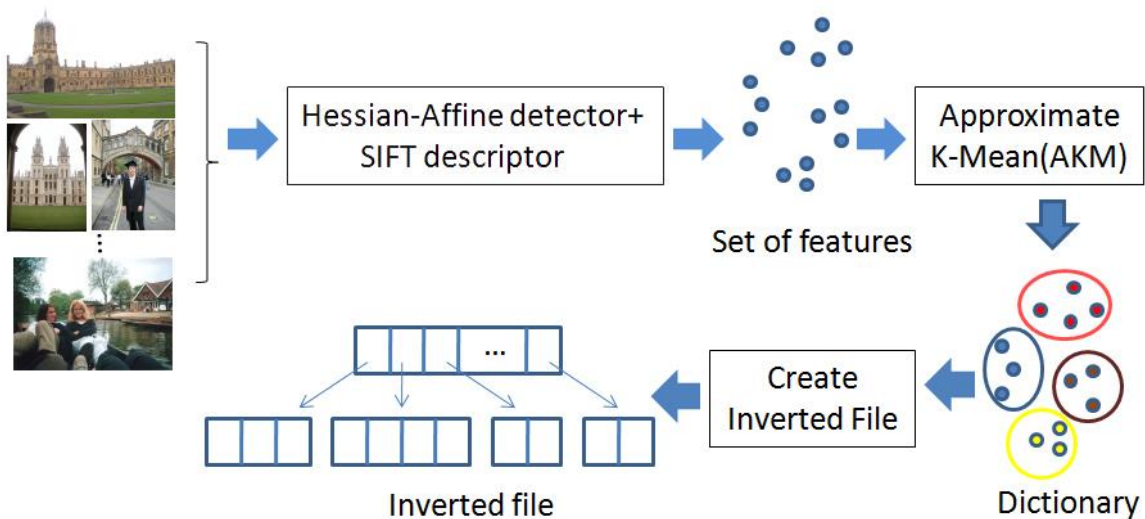 Hessian-Affine detector+
SIFT descriptor
Set of features
Approximate
K-Mean(AKM)
Dictionary
Create
Inverted File
...
Inverted file